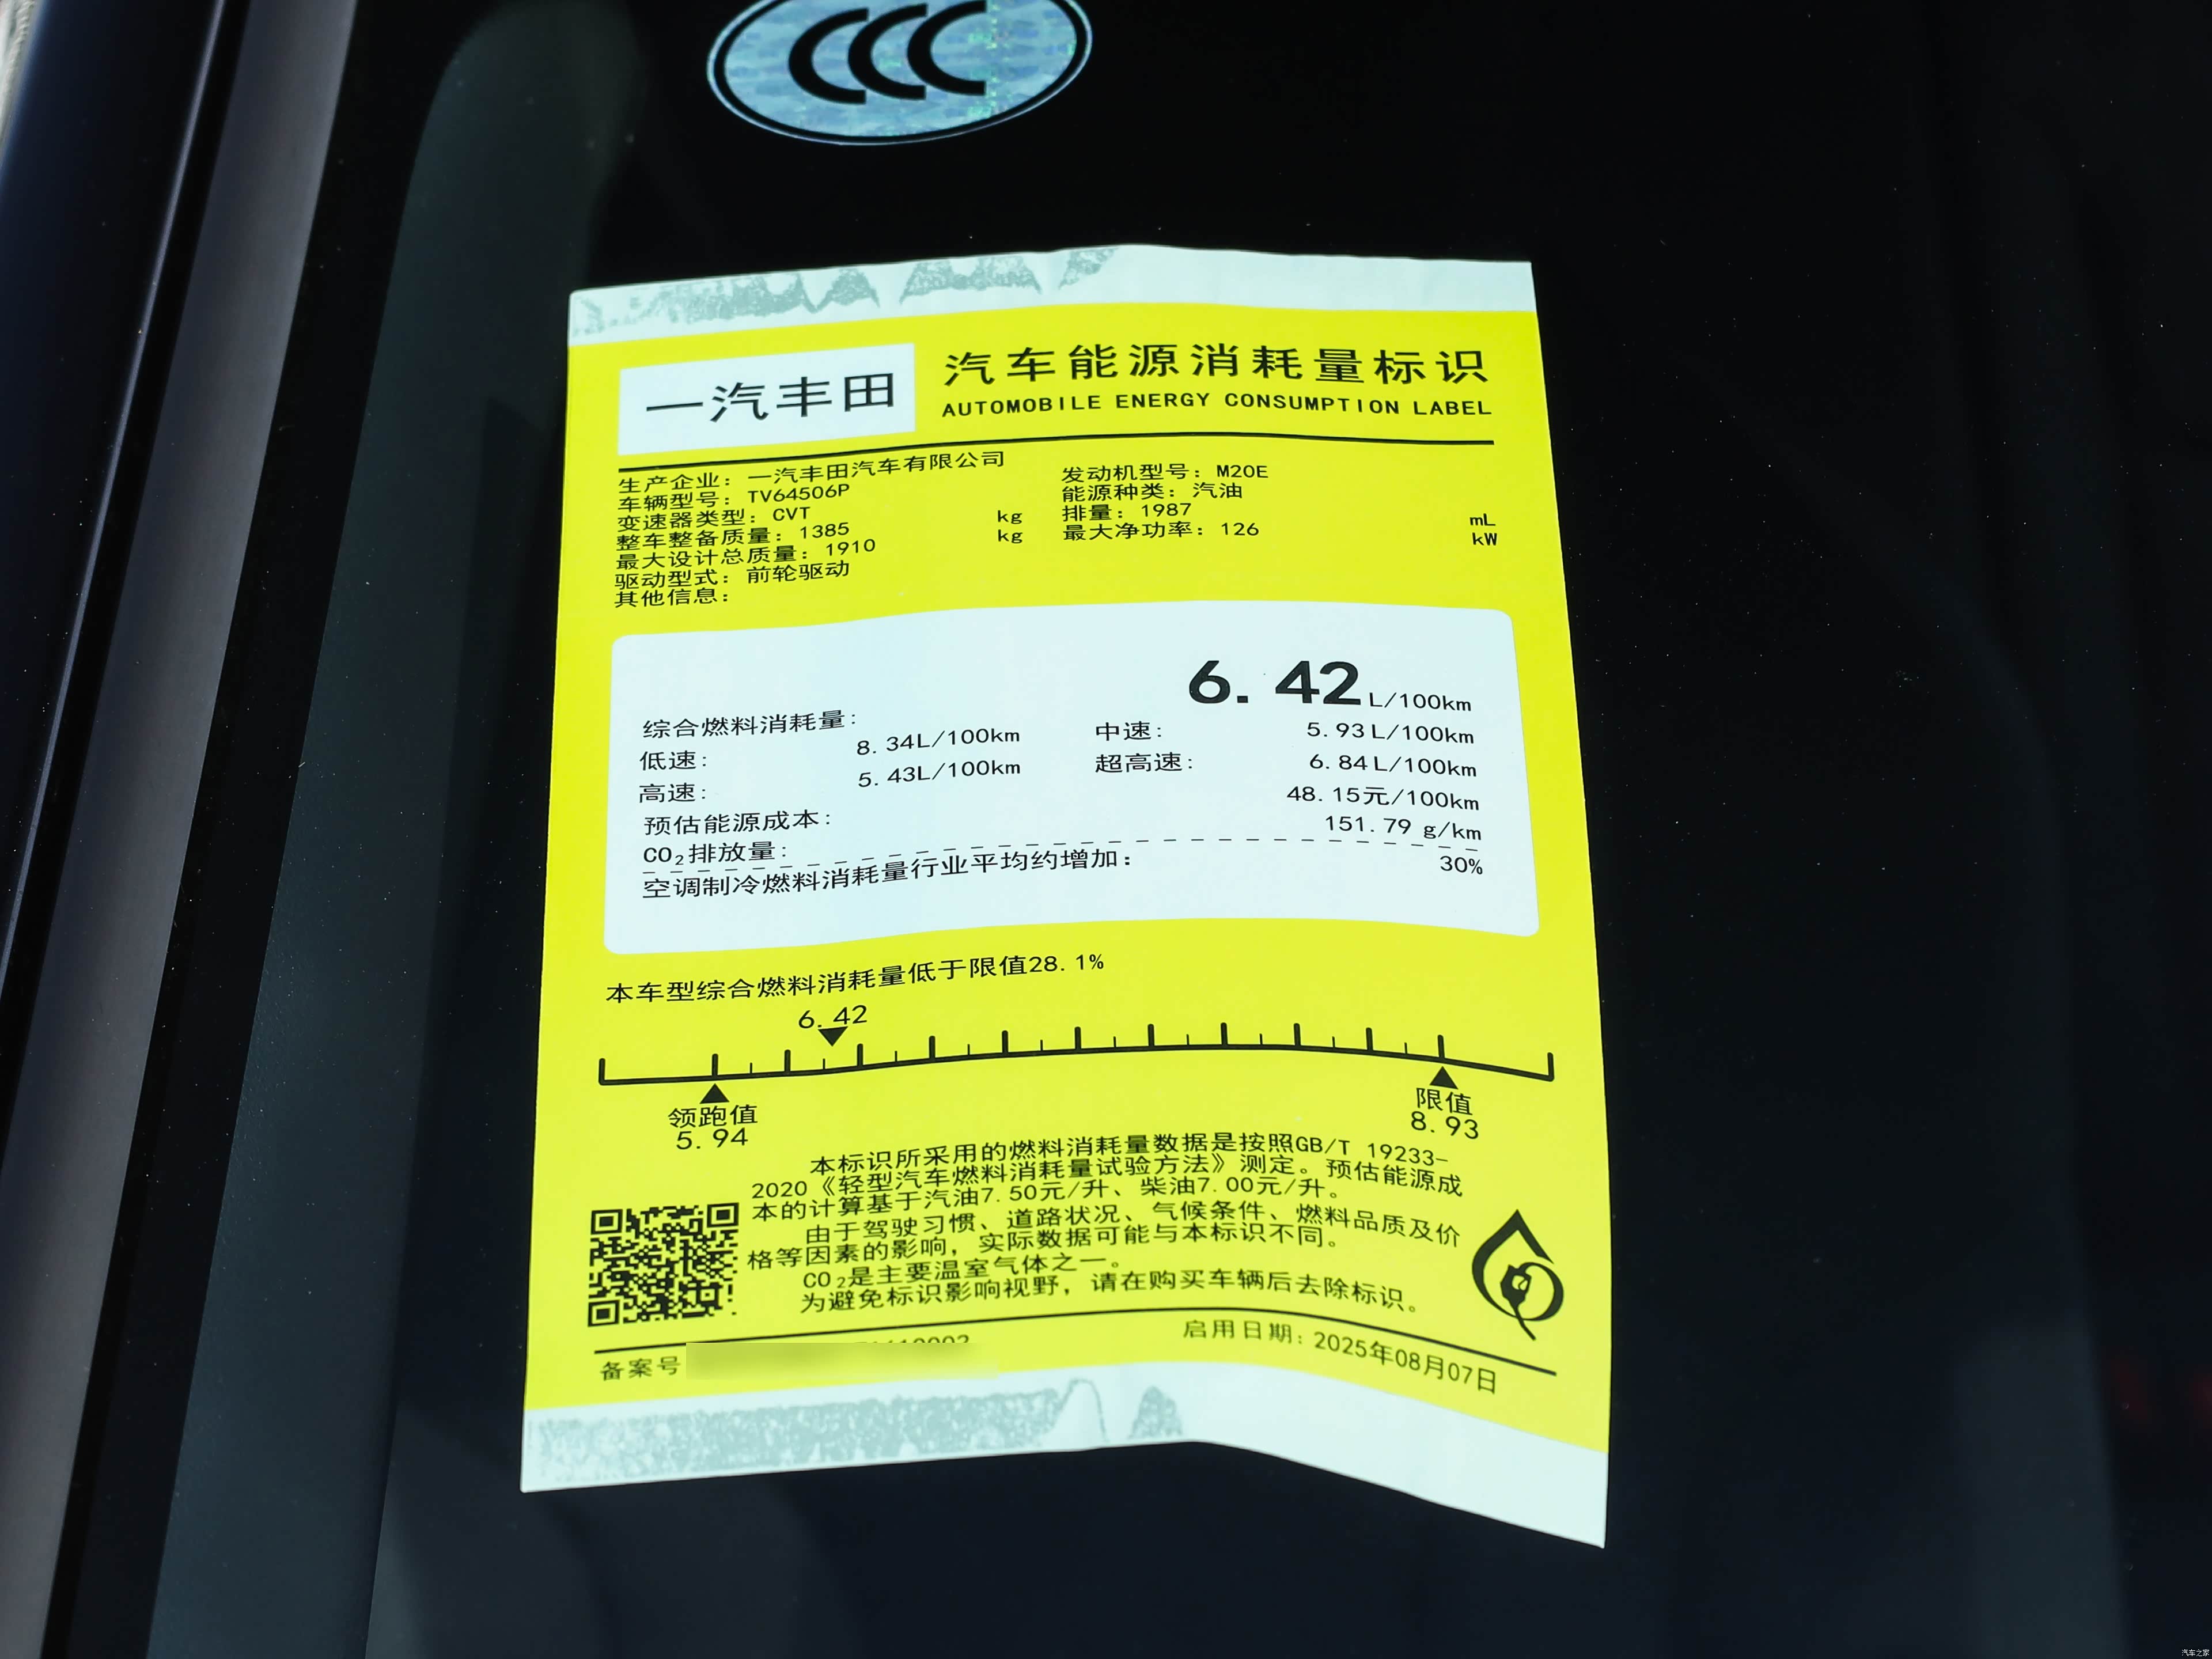 CCC
一汽丰田
汽车能源消耗量标识
AUTOMOBILE ENERGY CONSUMPTION LABEL
生产企业：一汽丰田汽车有限公司
车辆型号：TV64506P
变速器类型：CVT
整车整备质量：1385 kg
最大设计总质量：1910 kg
驱动型式：前轮驱动
其他信息：
发动机型号：M20E
能源种类：汽油
排量：1987 mL
最大净功率：126 kW
综合燃料消耗量： 6.42 L/100km
低速： 8.34L/100km 中速： 5.93L/100km
高速： 5.43L/100km 超高速： 6.84L/100km
预估能源成本： 48.15元/100km
CO₂排放量： 151.79 g/km
空调制冷燃料消耗量行业平均约增加： 30%
本车型综合燃料消耗量低于限值28.1%
6.42
领跑值 限值
5.94 8.93
本标识所采用的燃料消耗量数据是按照GB/T 19233-
2020《轻型汽车燃料消耗量试验方法》测定。预估能源成
本的计算基于汽油7.50元/升、柴油7.00元/升。
由于驾驶习惯、道路状况、气候条件、燃料品质及价
格等因素的影响，实际数据可能与本标识不同。
CO₂是主要温室气体之一。
为避免标识影响视野，请在购买车辆后去除标识。
备案号 启用日期：2025年08月07日
汽车之家